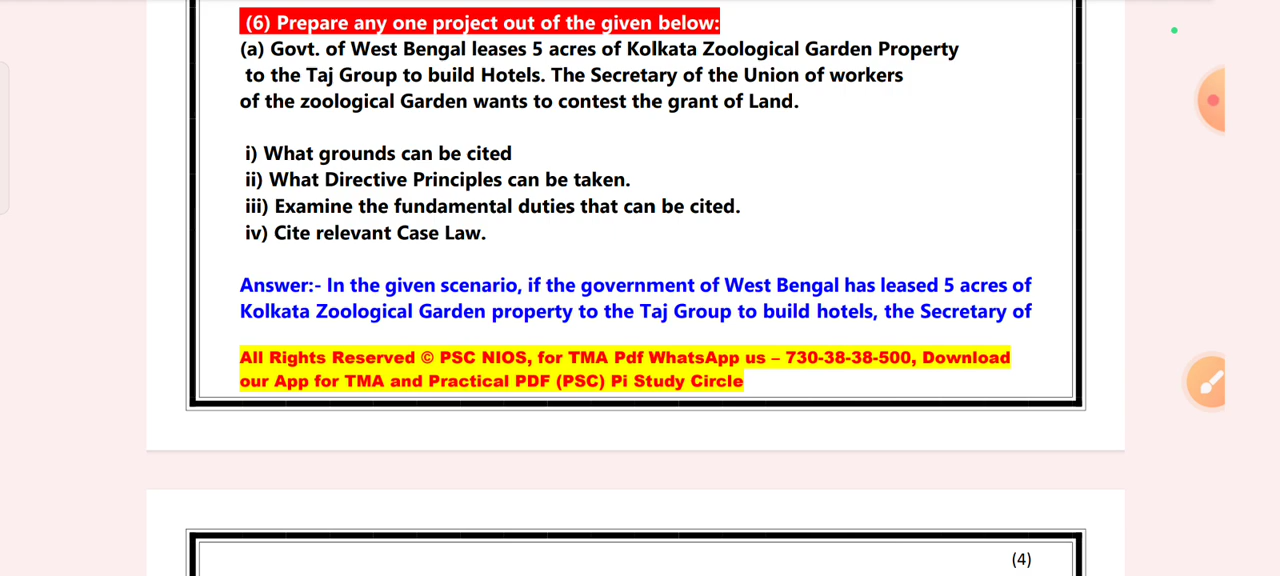 (6) Prepare any one project out of the given below:
(a) Govt. of West Bengal leases 5 acres of Kolkata Zoological Garden Property
to the Taj Group to build Hotels. The Secretary of the Union of workers
of the zoological Garden wants to contest the grant of Land.
i) What grounds can be cited
ii) What Directive Principles can be taken.
iii) Examine the fundamental duties that can be cited.
iv) Cite relevant Case Law.
Answer:- In the given scenario, if the government of West Bengal has leased 5 acres of
Kolkata Zoological Garden property to the Taj Group to build hotels, the Secretary of
All Rights Reserved © PSC NIOS, for TMA Pdf WhatsApp us – 730-38-38-500, Download
our App for TMA and Practical PDF (PSC) Pi Study Circle
(4)